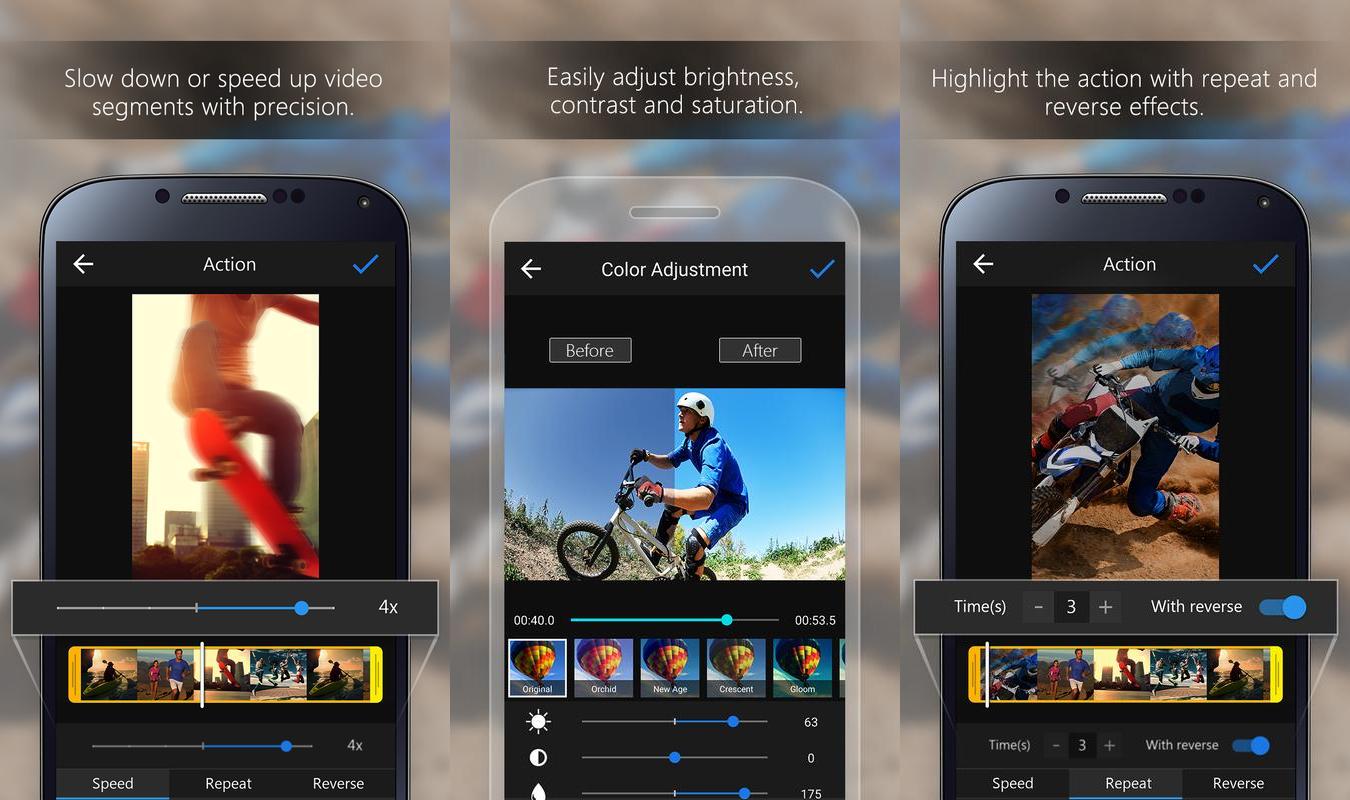 Slow down or speed up video
segments with precision.
Action
4x
4x
Speed Repeat Reverse
Easily adjust brightness,
contrast and saturation.
Color Adjustment
Before After
00:40.0 00:53.5
Original Orchid New Age Crescent Gloom
63
0
175
Highlight the action with repeat and
reverse effects.
Action
Time(s) - 3 + With reverse
Time(s) - 3 + With reverse
Speed Repeat Reverse